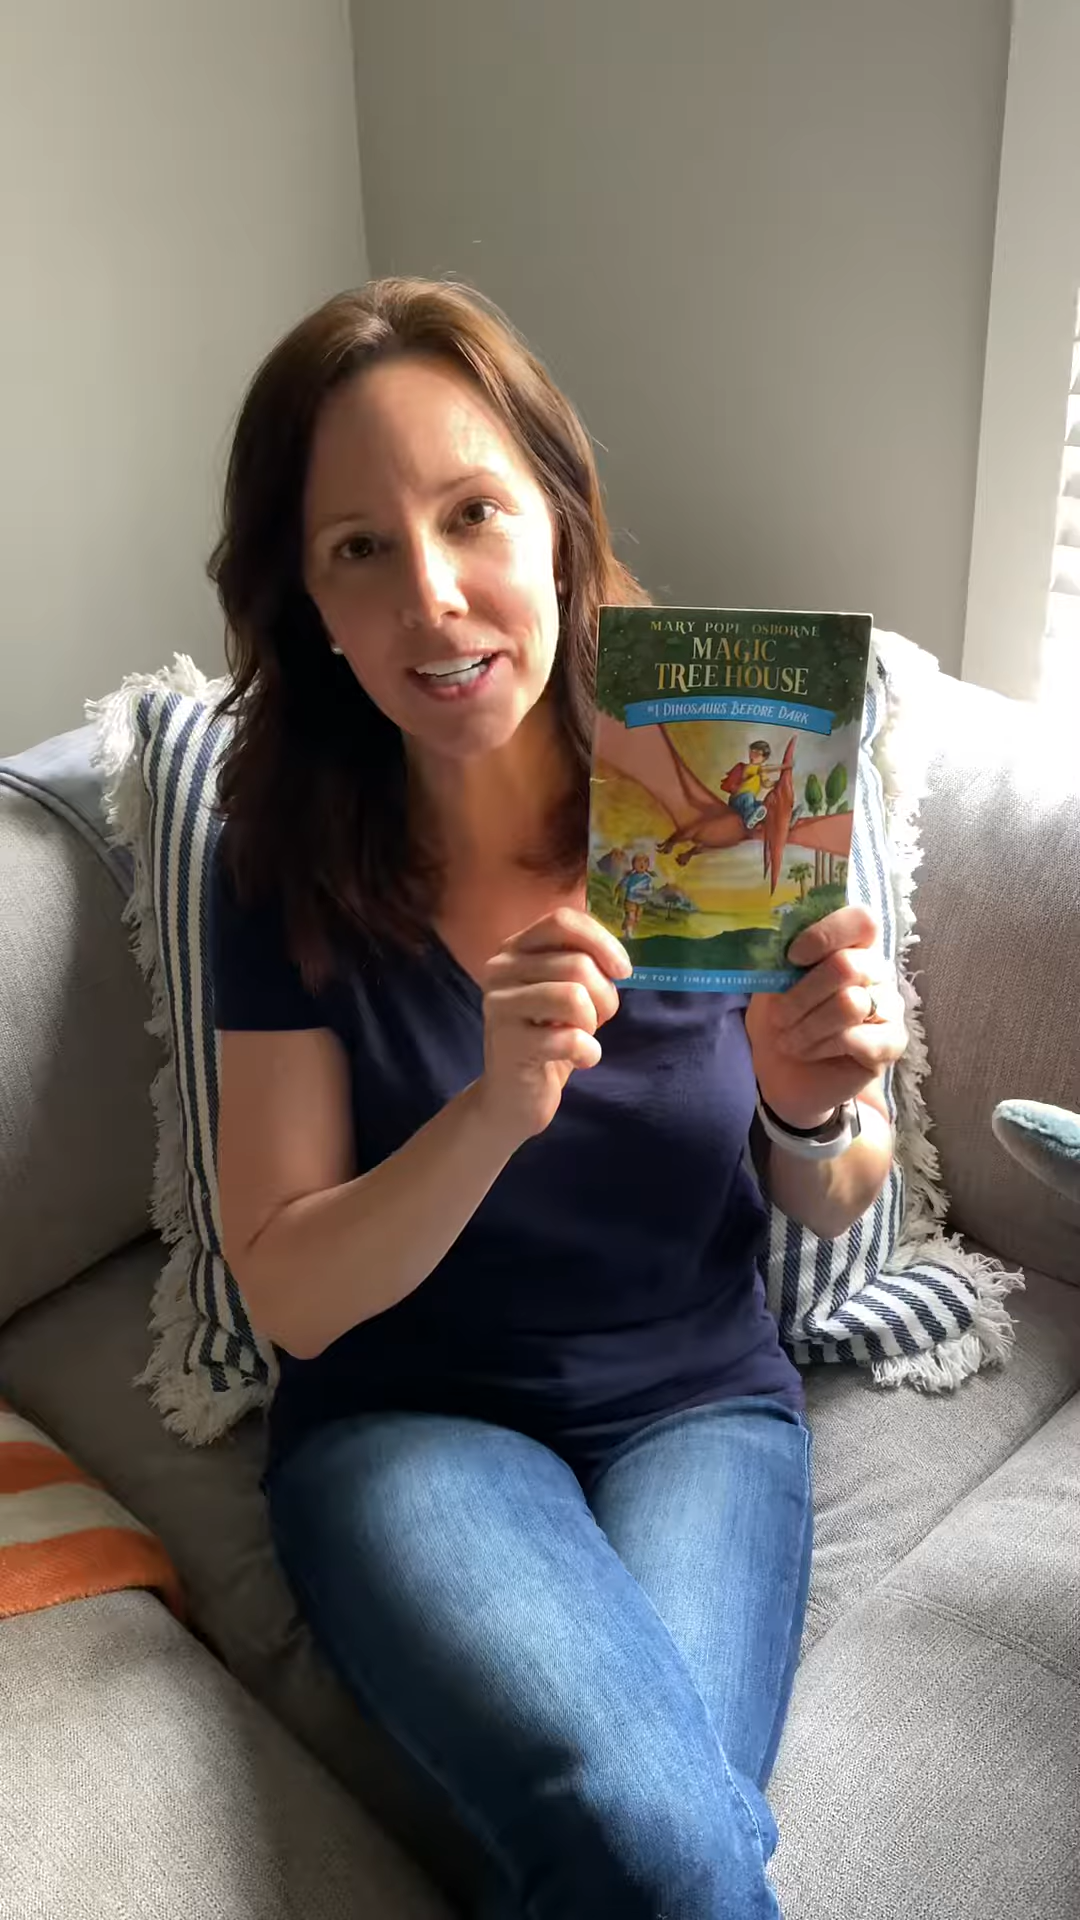 MARY POPE OSBORNE
MAGIC
TREE HOUSE
#1 DINOSAURS BEFORE DARK
NEW YORK TIMES BESTSELLING